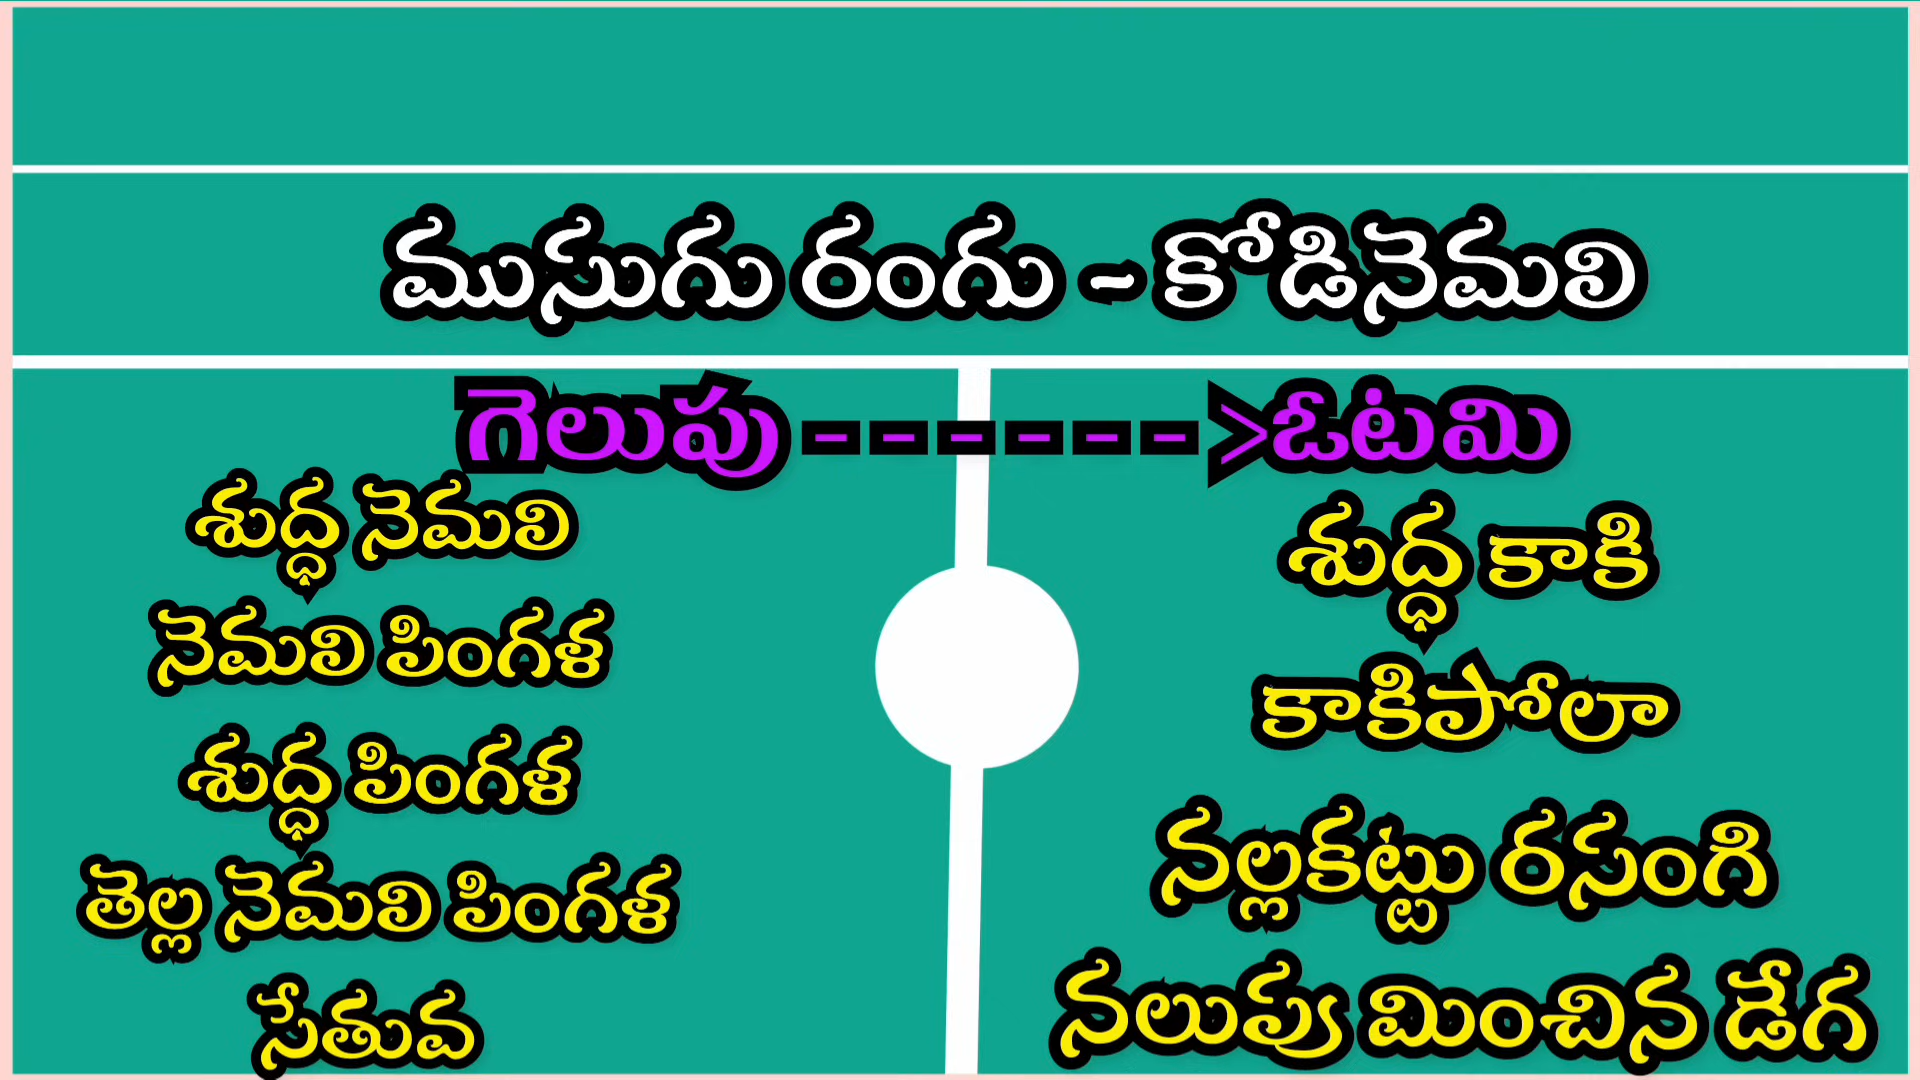 ముసుగు రంగు - కోడినెమలి
గెలుపు ------>ఓటమి
శుద్ధ నెమలి
నెమలి పింగళ
శుద్ధ పింగళ
తెల్ల నెమలి పింగళ
సేతువ
శుద్ధ కాకి
కాకిపోలా
నల్లకట్టు రసంగి
నలుపు మించిన డేగ